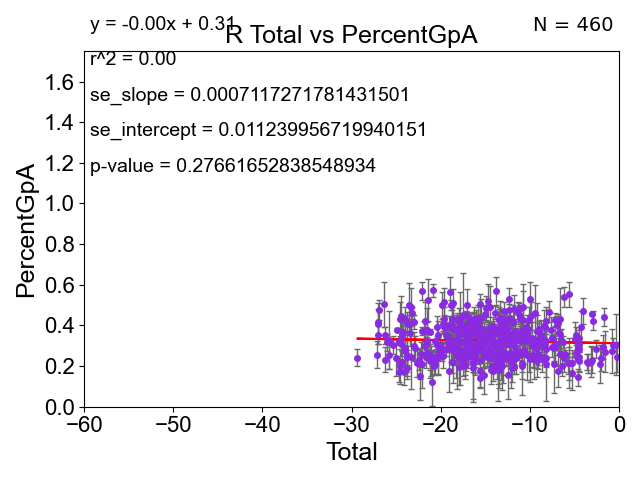 y = -0.00x + 0.31
N = 460
R Total vs PercentGpA
r^2 = 0.00
se_slope = 0.0007117271781431501
se_intercept = 0.011239956719940151
p-value = 0.27661652838548934
PercentGpA
1.6
1.4
1.2
1.0
0.8
0.6
0.4
0.2
0.0
−60
−50
−40
−30
−20
−10
0
Total